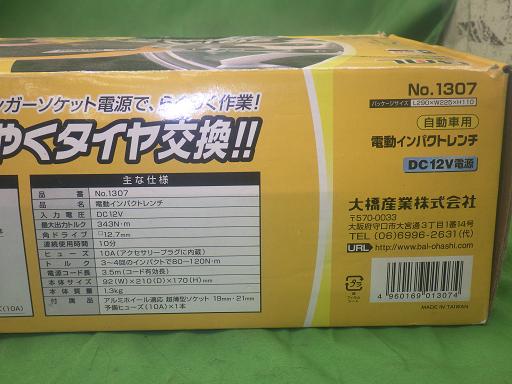 No.1307
パッケージサイズ L290×W225×H110
自動車用
電動インパクトレンチ
DC12V電源
ガーソケット電源で、らくらく作業!
やくタイヤ交換!!
主な仕様
品番 No.1307
品名 電動インパクトレンチ
入力電圧 DC12V
最大出力トルク 343N·m
角ドライブ □12.7mm
連続使用時間 10分
ヒューズ 10A(アクセサリープラグに内蔵)
トルク 3〜4回のインパクトで80〜120N·m
電源コード長 3.5m(コード有効長)
本体サイズ 92(W)×210(D)×170(H)mm
本体質量 1.3kg
付属品 アルミホイール適応 超薄型ソケット 19mm·21mm
予備ヒューズ(10A)×1本
大橋産業株式会社
〒570-0033
大阪府守口市大宮通3丁目1番14号
TEL (06)6996-2631(代)
URL http://www.bal-ohashi.com/
プラ
4 960169 013074
MADE IN TAIWAN
(10A)